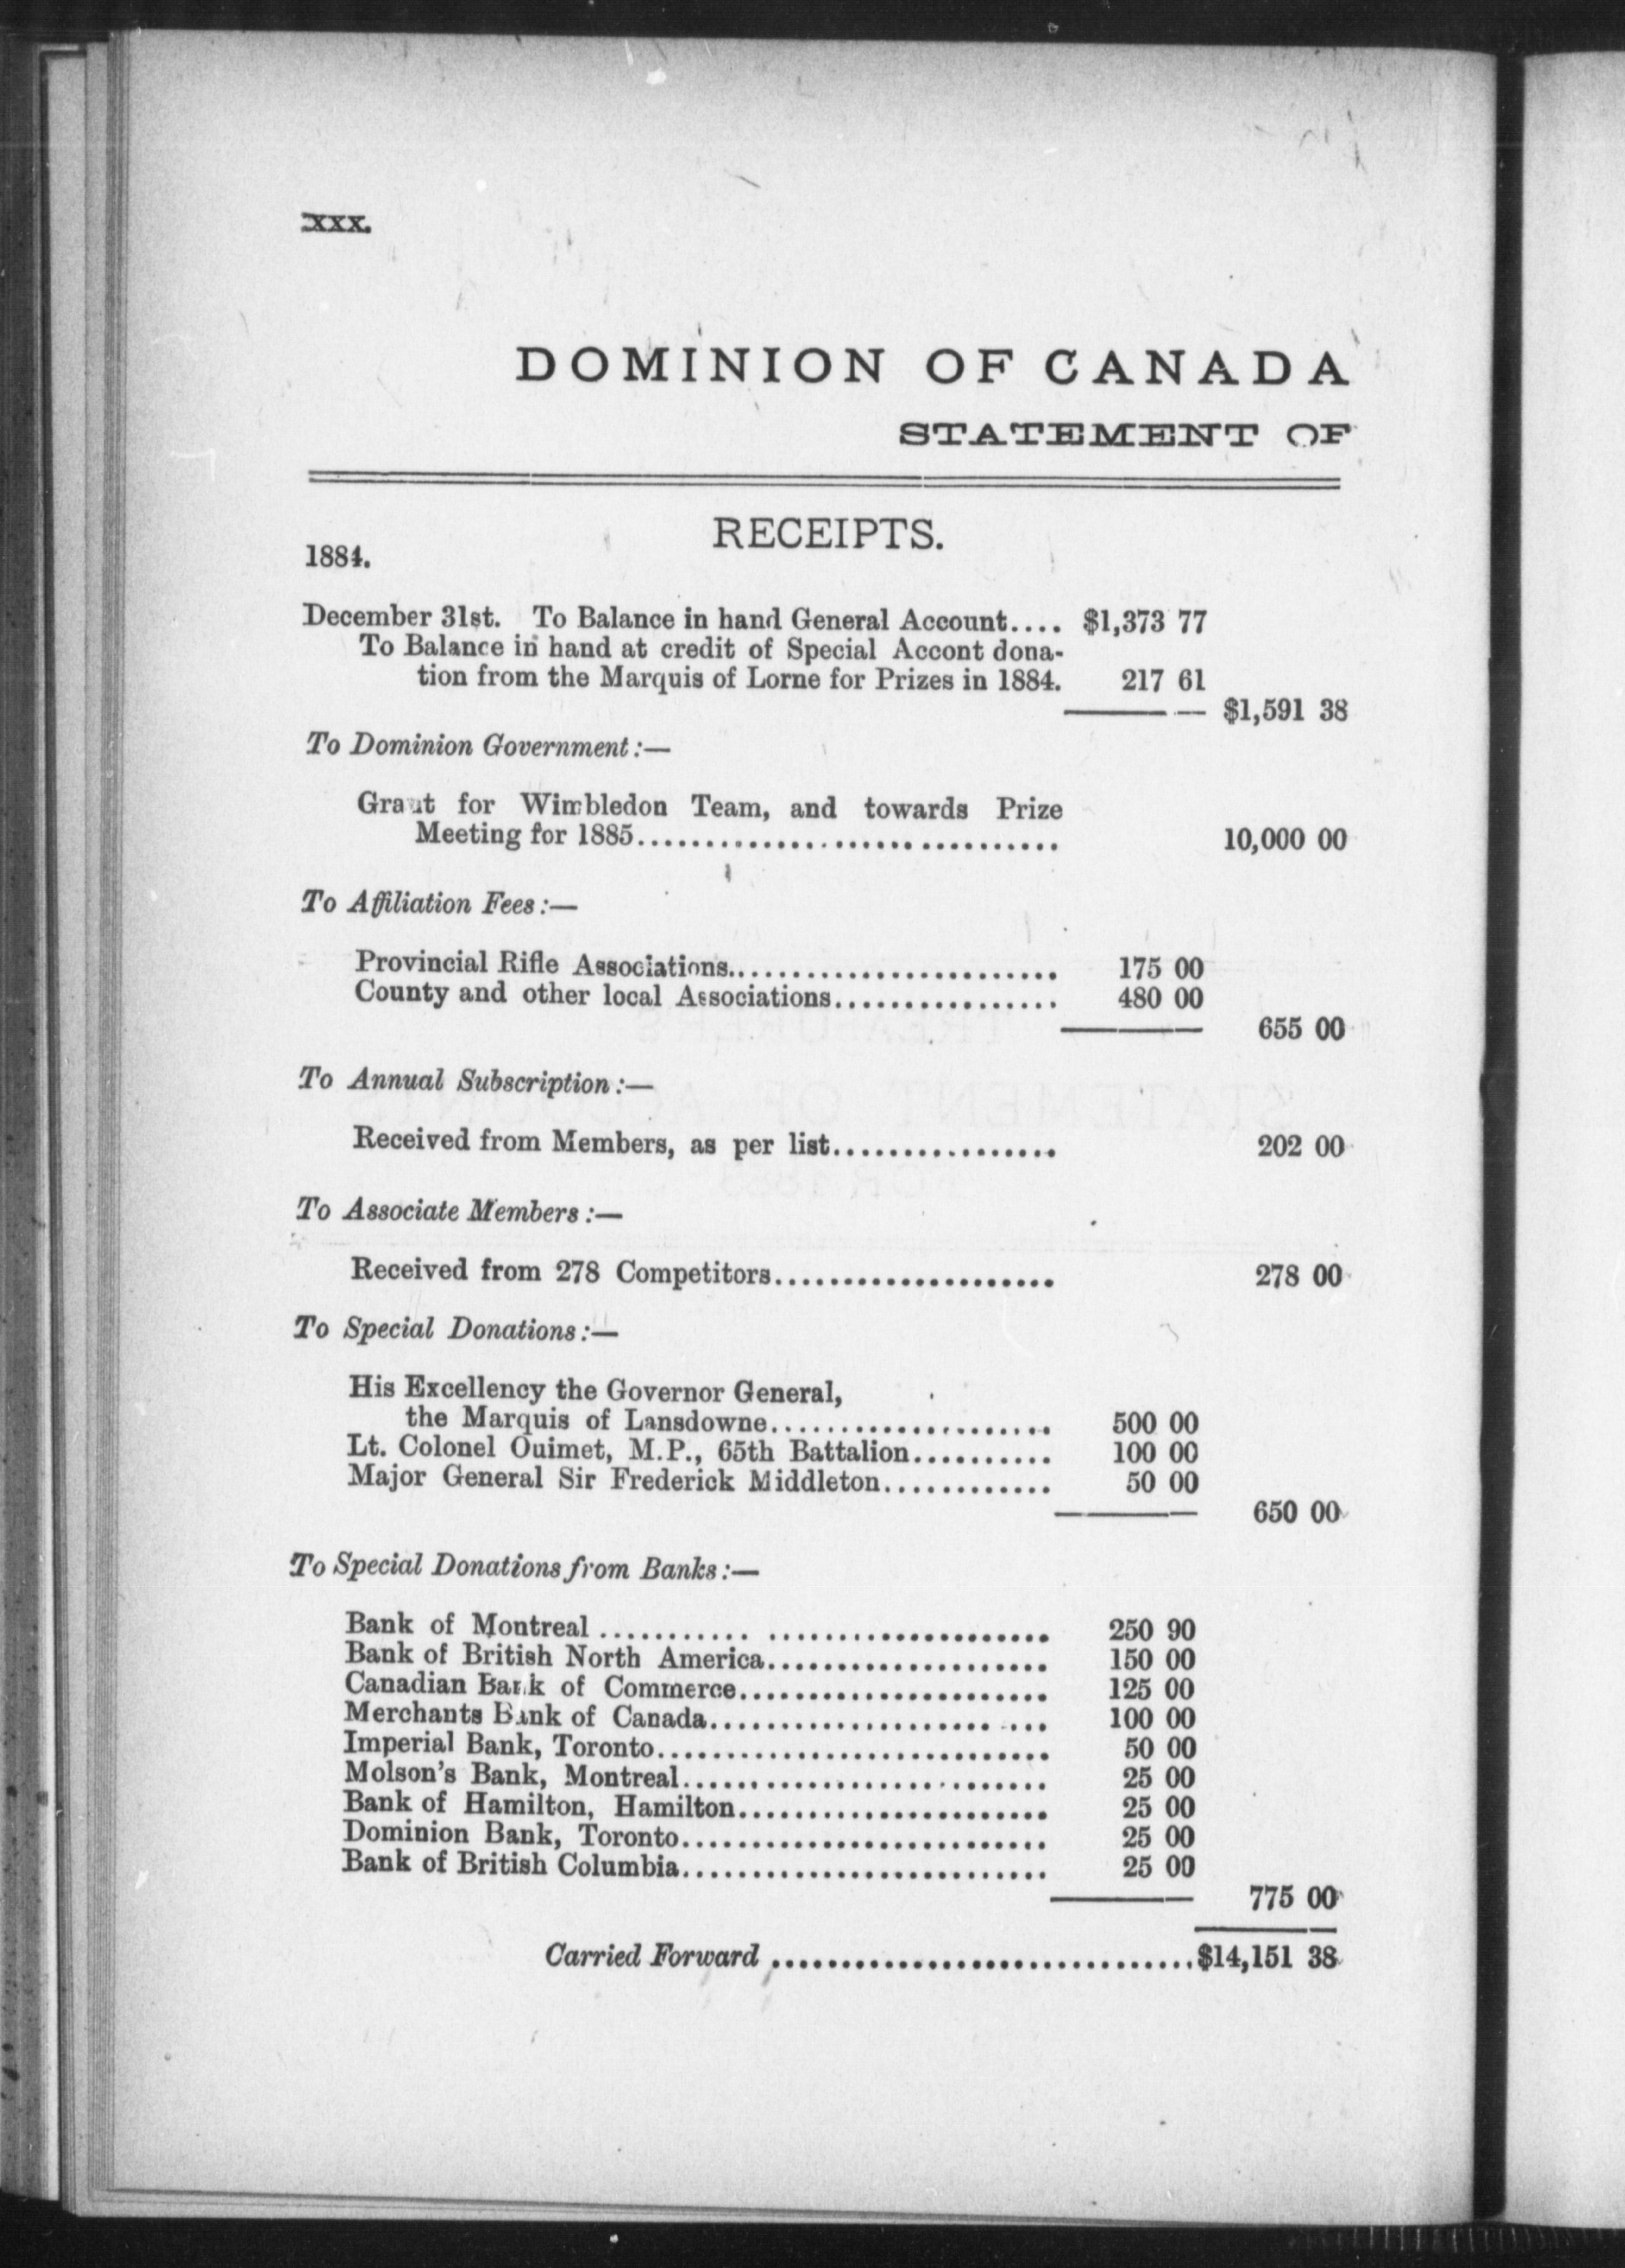 xxx.
DOMINION OF CANADA
STATEMENT OF
RECEIPTS.
1884.
December 31st. To Balance in hand General Account.... $1,373 77
To Balance in hand at credit of Special Accont dona-
tion from the Marquis of Lorne for Prizes in 1884. 217 61
$1,591 38
To Dominion Government:—
Grant for Wimbledon Team, and towards Prize
Meeting for 1885.............................. 10,000 00
To Affiliation Fees:—
Provincial Rifle Associations........................ 175 00
County and other local Associations................ 480 00
655 00
To Annual Subscription:—
Received from Members, as per list................ 202 00
To Associate Members:—
Received from 278 Competitors.................... 278 00
To Special Donations:—
His Excellency the Governor General,
the Marquis of Lansdowne.................... 500 00
Lt. Colonel Ouimet, M.P., 65th Battalion.......... 100 00
Major General Sir Frederick Middleton............ 50 00
650 00
To Special Donations from Banks:—
Bank of Montreal ........... .................... 250 90
Bank of British North America.................... 150 00
Canadian Bank of Commerce...................... 125 00
Merchants Bank of Canada........................ 100 00
Imperial Bank, Toronto............................ 50 00
Molson's Bank, Montreal.......................... 25 00
Bank of Hamilton, Hamilton...................... 25 00
Dominion Bank, Toronto.......................... 25 00
Bank of British Columbia.......................... 25 00
775 00
Carried Forward ..............................$14,151 38